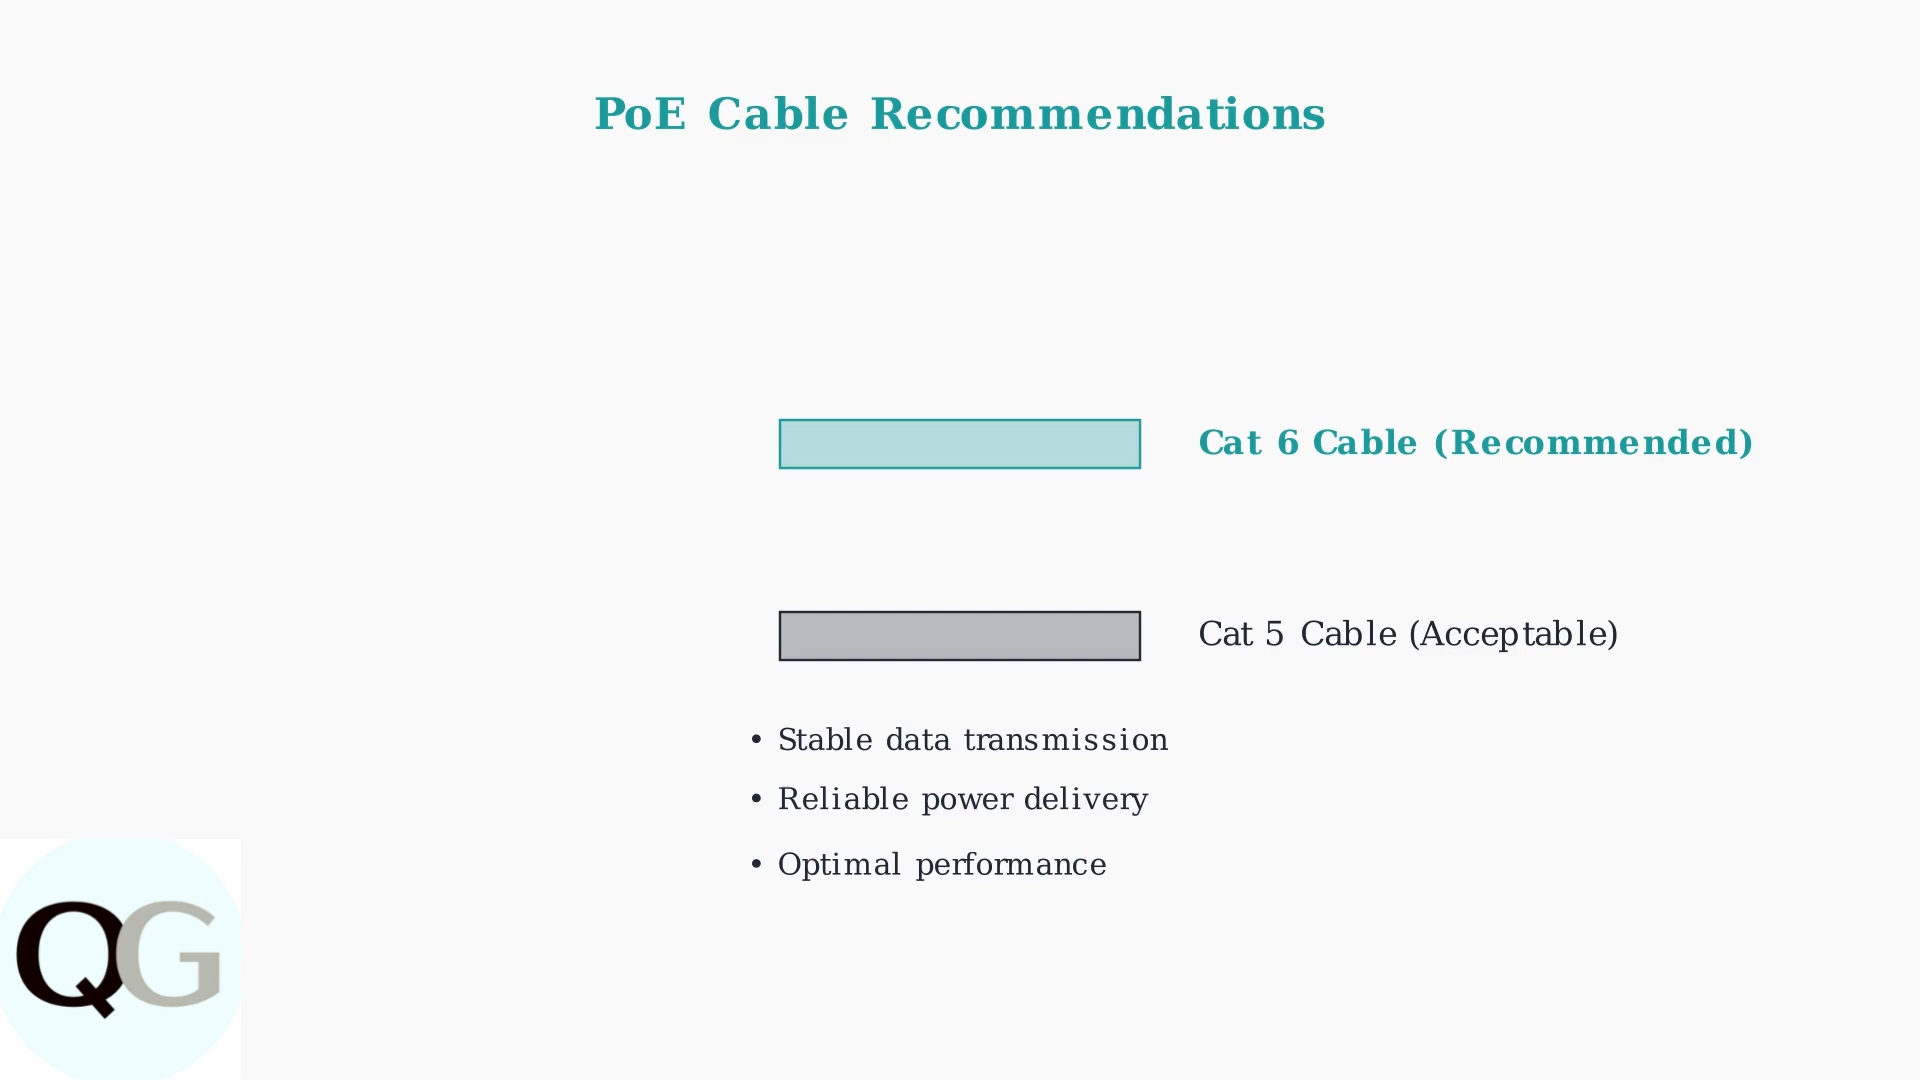 PoE Cable Recommendations
Cat 6 Cable (Recommended)
Cat 5 Cable (Acceptable)
• Stable data transmission
• Reliable power delivery
• Optimal performance
QG